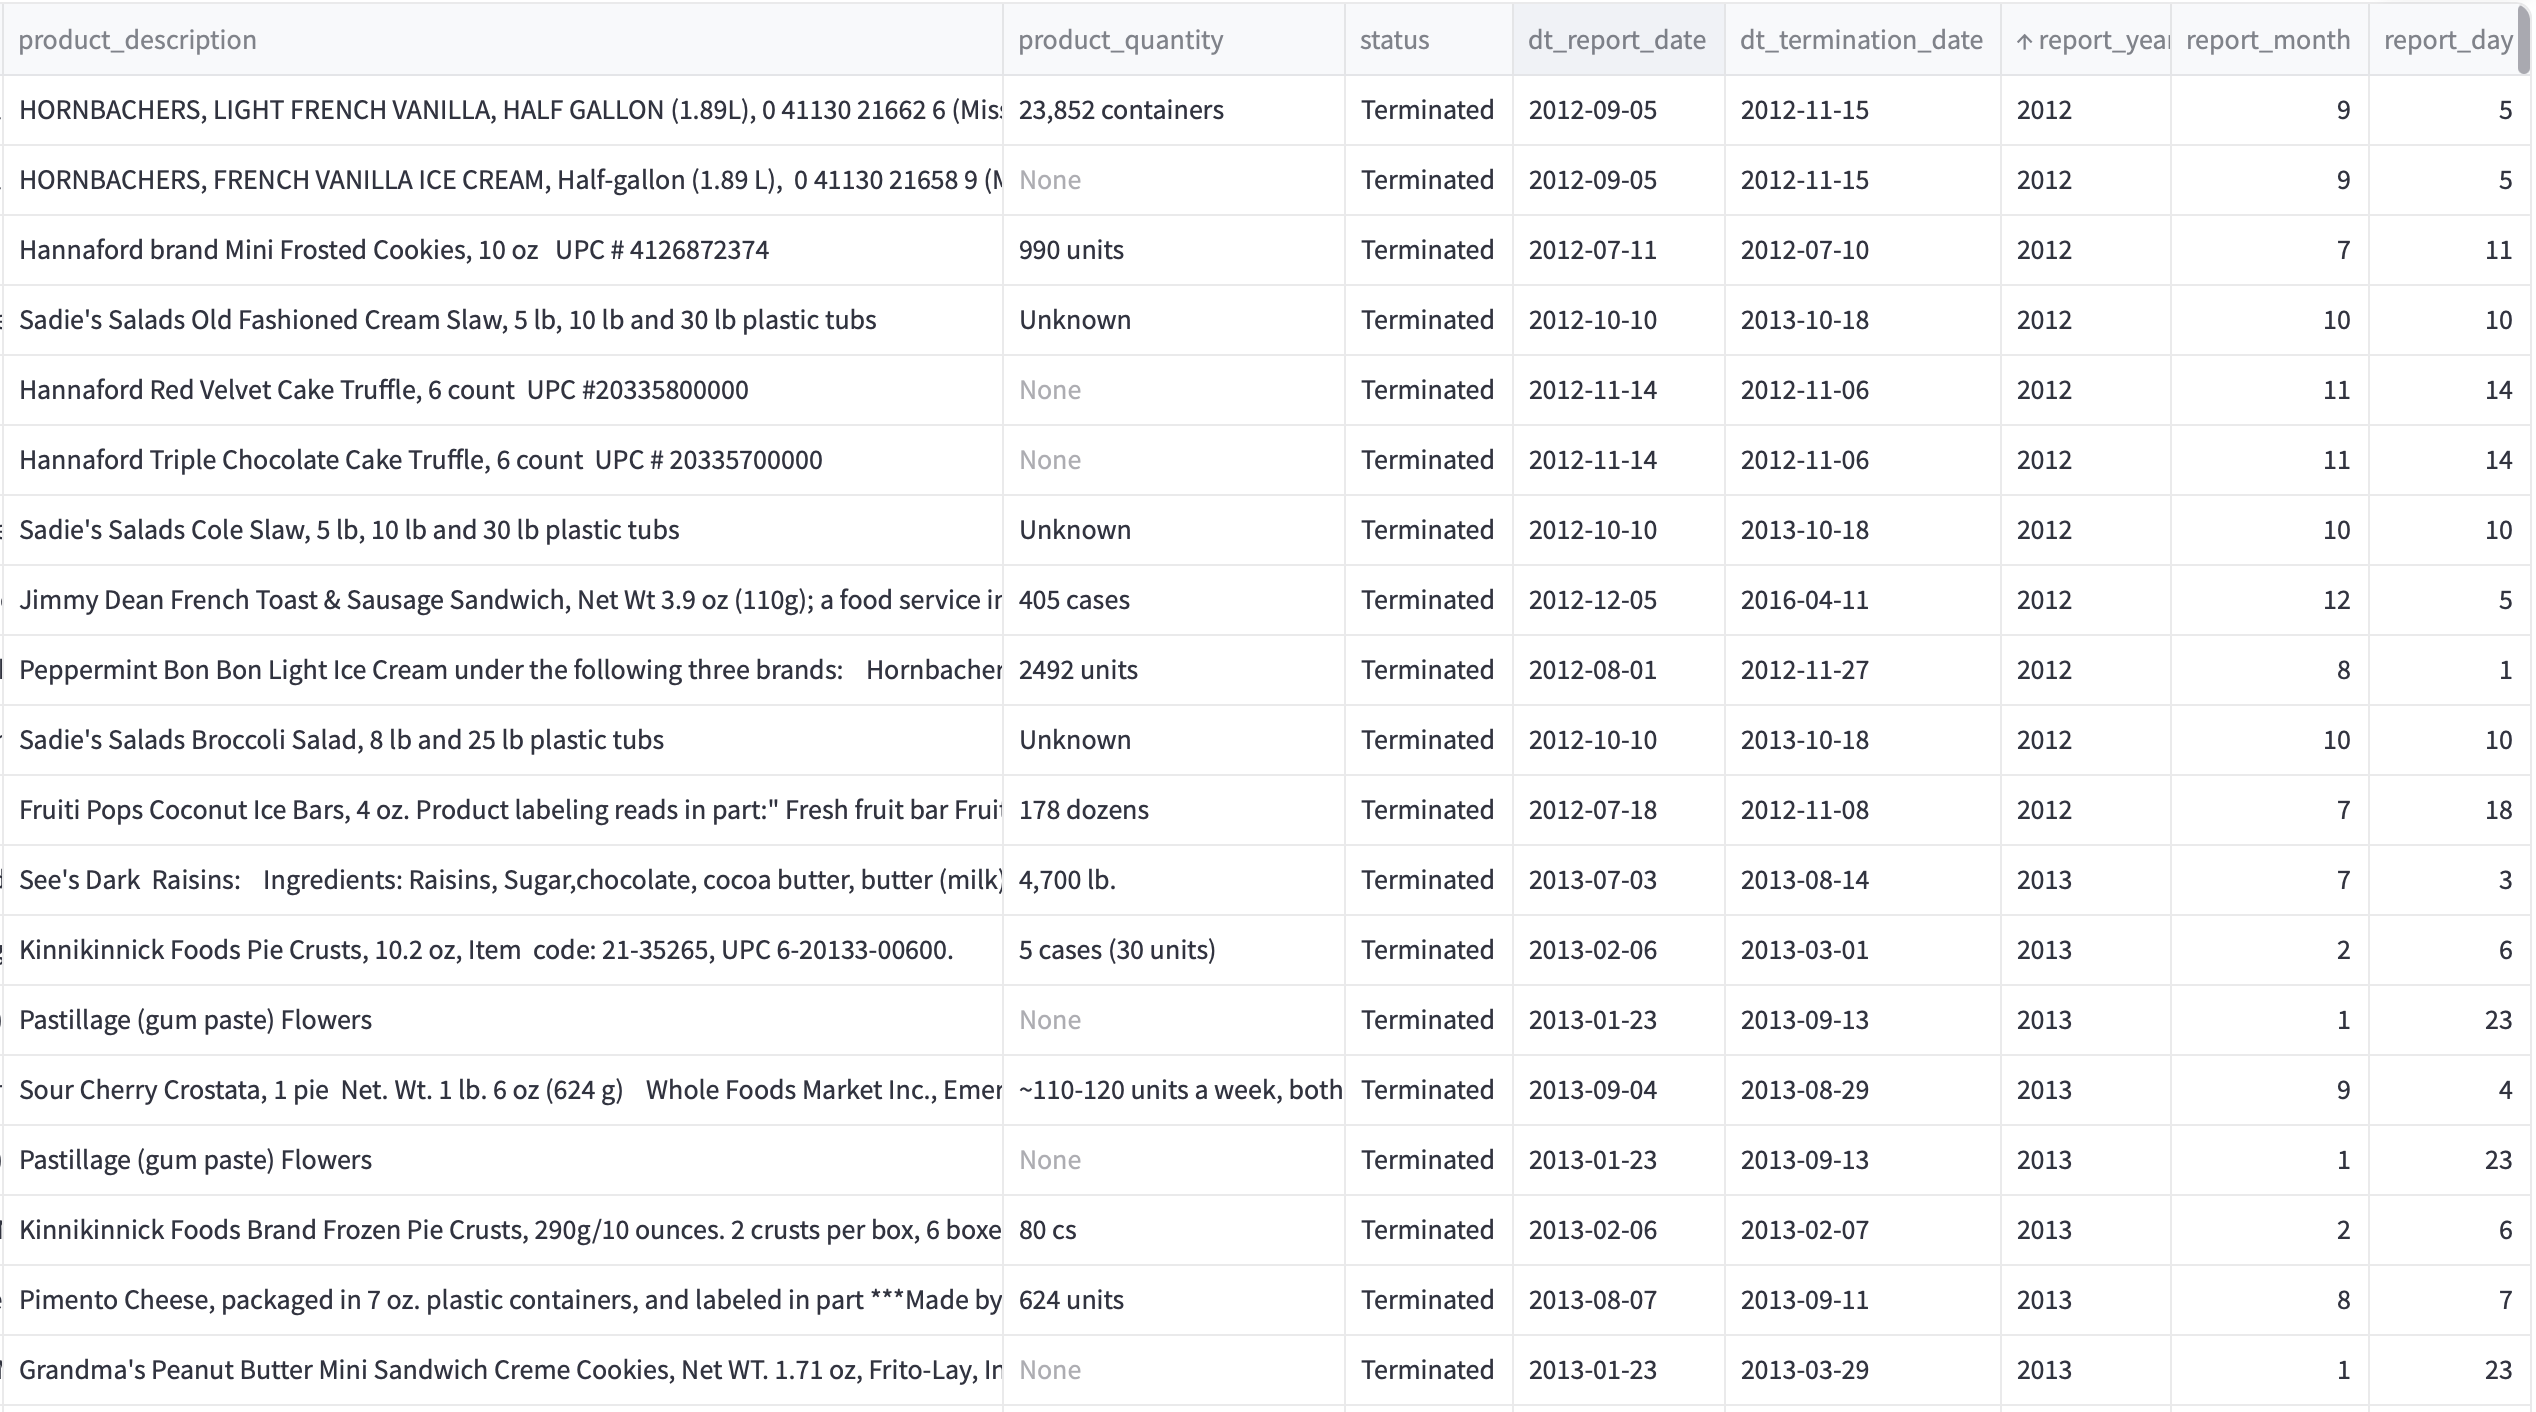 product_description product_quantity status dt_report_date dt_termination_date ↑ report_year report_month report_day
HORNBACHERS, LIGHT FRENCH VANILLA, HALF GALLON (1.89L), 0 41130 21662 6 (Miss 23,852 containers Terminated 2012-09-05 2012-11-15 2012 9 5
HORNBACHERS, FRENCH VANILLA ICE CREAM, Half-gallon (1.89 L), 0 41130 21658 9 (M None Terminated 2012-09-05 2012-11-15 2012 9 5
Hannaford brand Mini Frosted Cookies, 10 oz UPC # 4126872374 990 units Terminated 2012-07-11 2012-07-10 2012 7 11
Sadie's Salads Old Fashioned Cream Slaw, 5 lb, 10 lb and 30 lb plastic tubs Unknown Terminated 2012-10-10 2013-10-18 2012 10 10
Hannaford Red Velvet Cake Truffle, 6 count UPC #20335800000 None Terminated 2012-11-14 2012-11-06 2012 11 14
Hannaford Triple Chocolate Cake Truffle, 6 count UPC # 20335700000 None Terminated 2012-11-14 2012-11-06 2012 11 14
Sadie's Salads Cole Slaw, 5 lb, 10 lb and 30 lb plastic tubs Unknown Terminated 2012-10-10 2013-10-18 2012 10 10
Jimmy Dean French Toast & Sausage Sandwich, Net Wt 3.9 oz (110g); a food service in 405 cases Terminated 2012-12-05 2016-04-11 2012 12 5
Peppermint Bon Bon Light Ice Cream under the following three brands: Hornbacher 2492 units Terminated 2012-08-01 2012-11-27 2012 8 1
Sadie's Salads Broccoli Salad, 8 lb and 25 lb plastic tubs Unknown Terminated 2012-10-10 2013-10-18 2012 10 10
Fruiti Pops Coconut Ice Bars, 4 oz. Product labeling reads in part:" Fresh fruit bar Fruit 178 dozens Terminated 2012-07-18 2012-11-08 2012 7 18
See's Dark Raisins: Ingredients: Raisins, Sugar,chocolate, cocoa butter, butter (milk) 4,700 lb. Terminated 2013-07-03 2013-08-14 2013 7 3
Kinnikinnick Foods Pie Crusts, 10.2 oz, Item code: 21-35265, UPC 6-20133-00600. 5 cases (30 units) Terminated 2013-02-06 2013-03-01 2013 2 6
Pastillage (gum paste) Flowers None Terminated 2013-01-23 2013-09-13 2013 1 23
Sour Cherry Crostata, 1 pie Net. Wt. 1 lb. 6 oz (624 g) Whole Foods Market Inc., Emer ~110-120 units a week, both Terminated 2013-09-04 2013-08-29 2013 9 4
Pastillage (gum paste) Flowers None Terminated 2013-01-23 2013-09-13 2013 1 23
Kinnikinnick Foods Brand Frozen Pie Crusts, 290g/10 ounces. 2 crusts per box, 6 boxe 80 cs Terminated 2013-02-06 2013-02-07 2013 2 6
Pimento Cheese, packaged in 7 oz. plastic containers, and labeled in part ***Made by 624 units Terminated 2013-08-07 2013-09-11 2013 8 7
Grandma's Peanut Butter Mini Sandwich Creme Cookies, Net WT. 1.71 oz, Frito-Lay, In None Terminated 2013-01-23 2013-03-29 2013 1 23